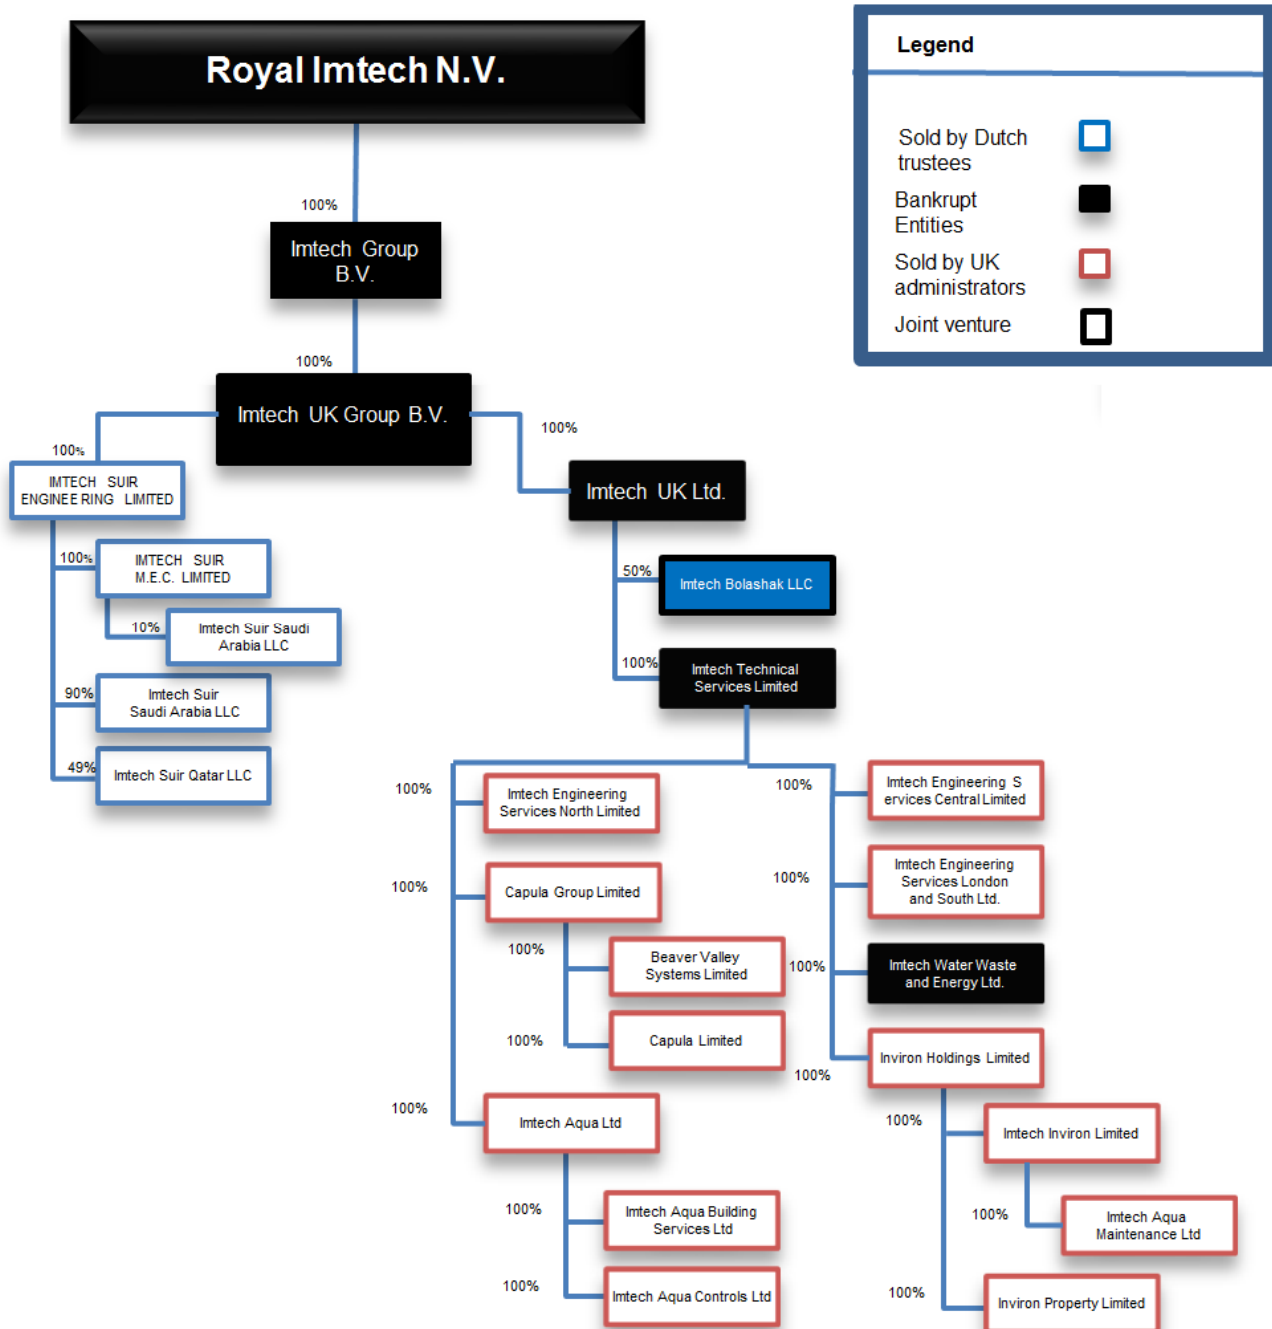 Royal Imtech N.V.
Legend
Sold by Dutch
trustees
Bankrupt
Entities
Sold by UK
administrators
Joint venture
100%
Imtech Group
B.V.
100%
Imtech UK Group B.V.
100%
100%
IMTECH SUIR
ENGINEE RING LIMITED
Imtech UK Ltd.
100%
IMTECH SUIR
M.E.C. LIMITED
50%
Imtech Bolashak LLC
10%
Imtech Suir Saudi
Arabia LLC
100%
Imtech Technical
Services Limited
90%
Imtech Suir
Saudi Arabia LLC
49%
Imtech Suir Qatar LLC
100%
Imtech Engineering
Services North Limited
100%
Imtech Engineering S
ervices Central Limited
100%
Capula Group Limited
100%
Imtech Engineering
Services London
and South Ltd.
100%
Beaver Valley
Systems Limited
100%
Imtech Water Waste
and Energy Ltd.
100%
Capula Limited
100%
Inviron Holdings Limited
100%
Imtech Aqua Ltd
100%
Imtech Inviron Limited
100%
Imtech Aqua Building
Services Ltd
100%
Imtech Aqua
Maintenance Ltd
100%
Imtech Aqua Controls Ltd
100%
Inviron Property Limited